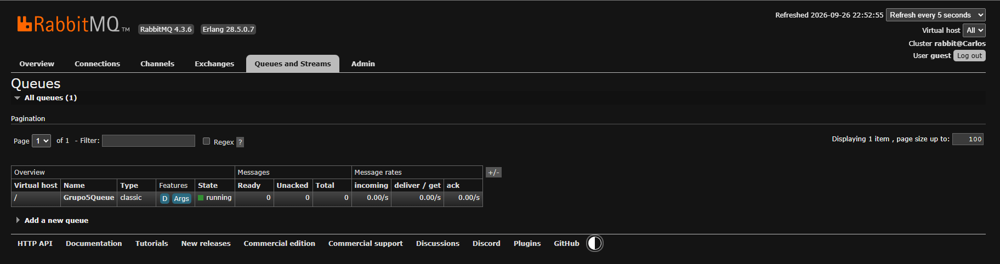 RabbitMQ TM RabbitMQ 4.3.6 Erlang 28.5.0.7
Refreshed 2026-09-26 22:52:55 Refresh every 5 seconds
Virtual host All
Cluster rabbit@Carlos
User guest Log out
Overview Connections Channels Exchanges Queues and Streams Admin
Queues
All queues (1)
Pagination
Page 1 of 1 - Filter: Regex ? Displaying 1 item , page size up to: 100
Overview Messages Message rates +/-
Virtual host Name Type Features State Ready Unacked Total incoming deliver / get ack
/ Grupo5Queue classic D Args running 0 0 0 0.00/s 0.00/s 0.00/s
Add a new queue
HTTP API Documentation Tutorials New releases Commercial edition Commercial support Discussions Discord Plugins GitHub